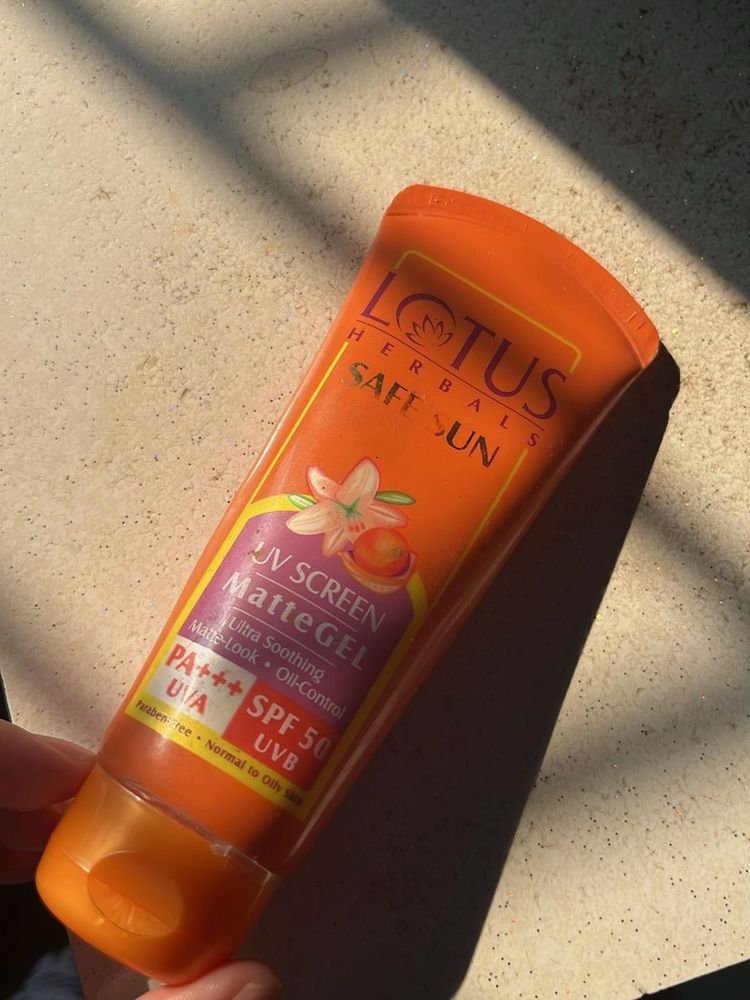 LOTUS
HERBALS
SAFE SUN
UV SCREEN
MatteGEL
Ultra Soothing
Matte-Look • Oil-Control
PA+++
UVA
SPF 50
UVB
Paraben-Free • Normal to Oily Skin